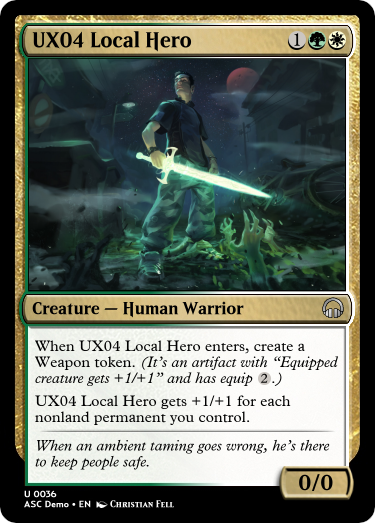 UX04 Local Hero
1
Creature — Human Warrior
When UX04 Local Hero enters, create a
Weapon token. (It's an artifact with “Equipped
creature gets +1/+1” and has equip 2.)
UX04 Local Hero gets +1/+1 for each
nonland permanent you control.
When an ambient taming goes wrong, he's there
to keep people safe.
0/0
U 0036
ASC Demo • EN Christian Fell